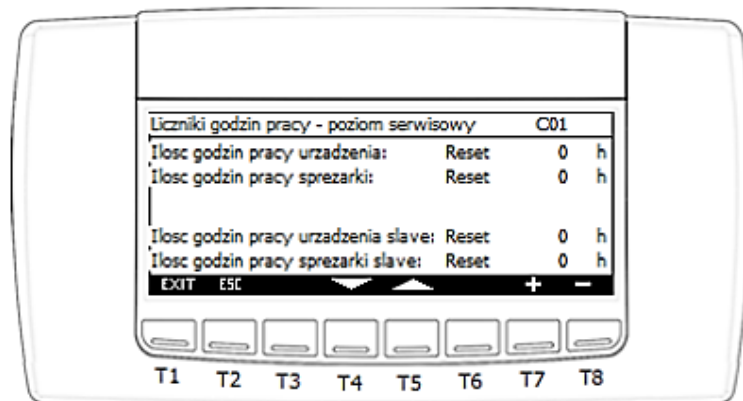 Liczniki godzin pracy - poziom serwisowy C01
Ilosc godzin pracy urzadzenia: Reset 0 h
Ilosc godzin pracy sprezarki: Reset 0 h
Ilosc godzin pracy urzadzenia slave: Reset 0 h
Ilosc godzin pracy sprezarki slave: Reset 0 h
EXIT ESC + -
T1 T2 T3 T4 T5 T6 T7 T8